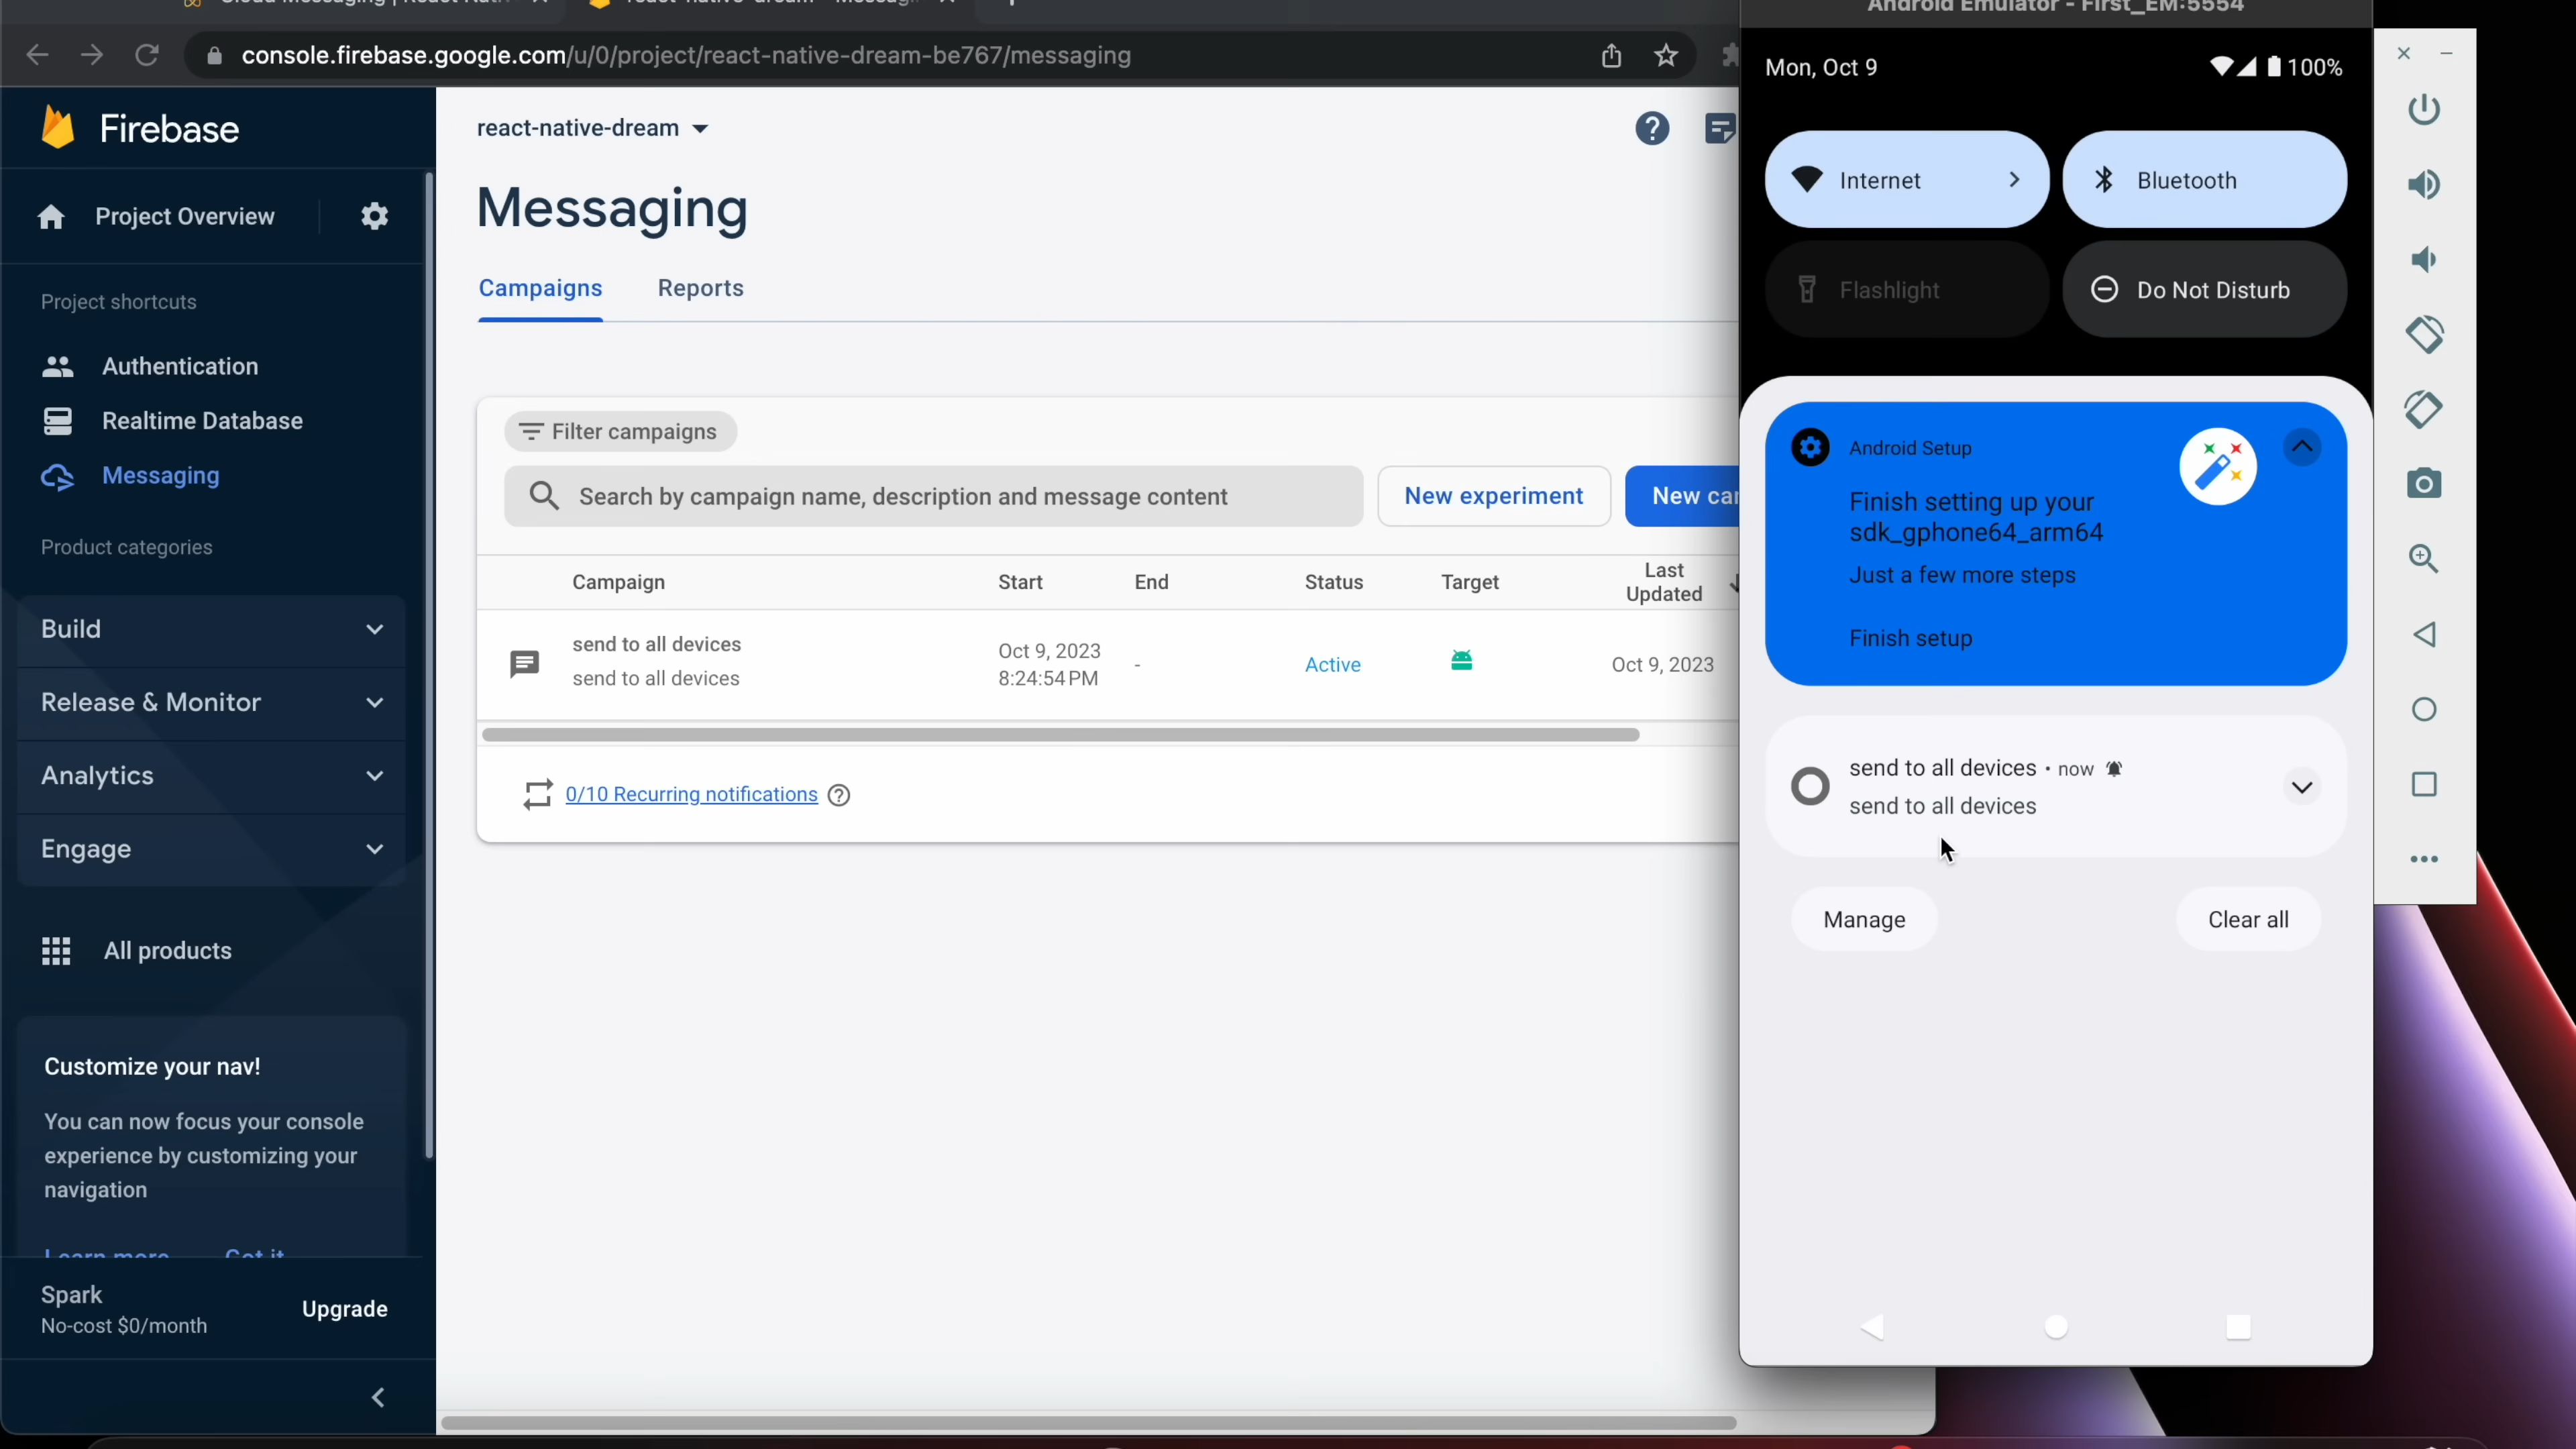 Android Emulator - First_EM:5554
console.firebase.google.com/u/0/project/react-native-dream-be767/messaging
Firebase
Project Overview
Project shortcuts
Authentication
Realtime Database
Messaging
Product categories
Build
Release & Monitor
Analytics
Engage
All products
Customize your nav!
You can now focus your console
experience by customizing your
navigation
Learn more Got it
Spark
No-cost $0/month
Upgrade
react-native-dream
Messaging
Campaigns Reports
Filter campaigns
Search by campaign name, description and message content
New experiment
New
Campaign Start End Status Target Last
Updated
send to all devices
send to all devices
Oct 9, 2023
8:24:54 PM
-
Active
Oct 9, 2023
0/10 Recurring notifications
Mon, Oct 9
100%
Internet
Bluetooth
Flashlight
Do Not Disturb
Android Setup
Finish setting up your
sdk_gphone64_arm64
Just a few more steps
Finish setup
send to all devices • now
send to all devices
Manage
Clear all